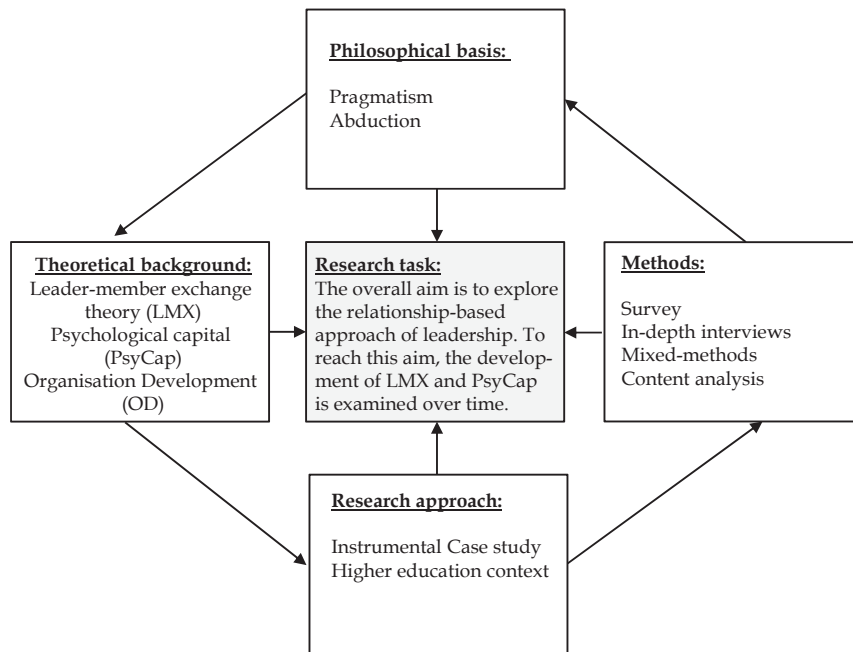 Philosophical basis:
Pragmatism
Abduction
Theoretical background:
Leader-member exchange
theory (LMX)
Psychological capital
(PsyCap)
Organisation Development
(OD)
Research task:
The overall aim is to explore
the relationship-based
approach of leadership. To
reach this aim, the develop-
ment of LMX and PsyCap
is examined over time.
Methods:
Survey
In-depth interviews
Mixed-methods
Content analysis
Research approach:
Instrumental Case study
Higher education context